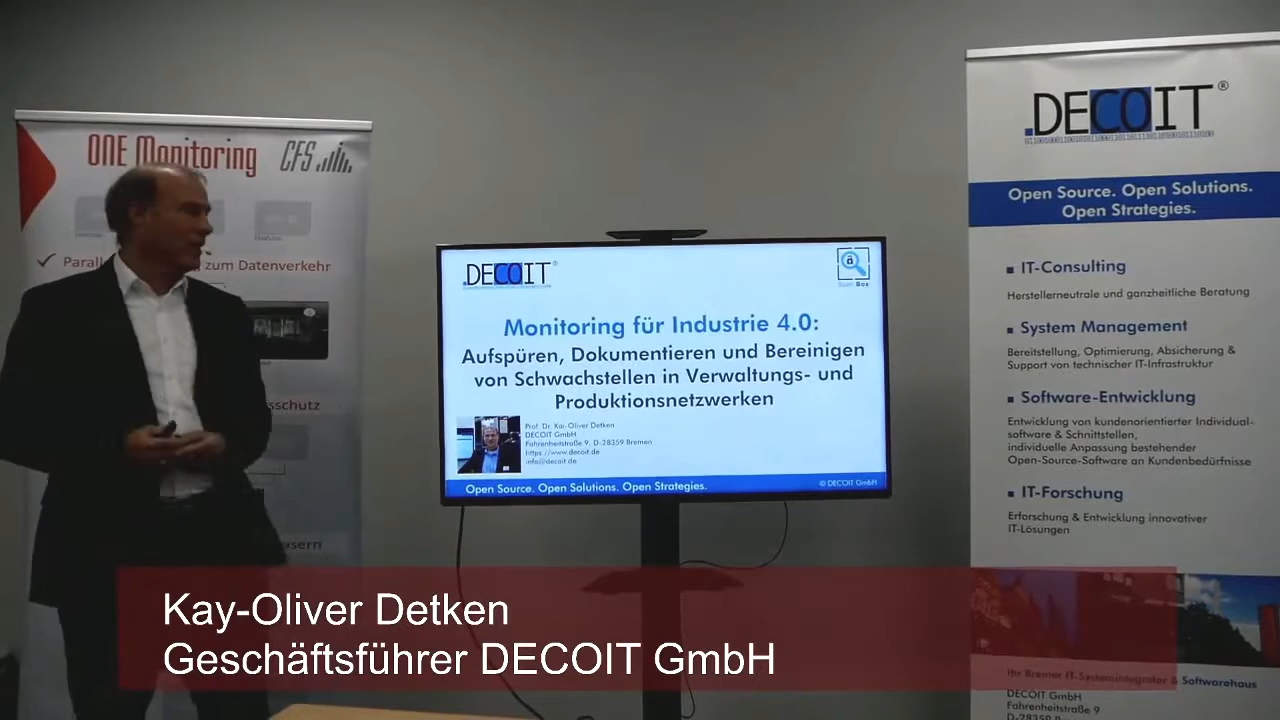 ONE Monitoring
CFS
zum Datenverkehr
.DECOIT®
Monitoring für Industrie 4.0:
Aufspüren, Dokumentieren und Bereinigen
von Schwachstellen in Verwaltungs- und
Produktionsnetzwerken
Prof. Dr. Kai-Oliver Detken
DECOIT GmbH
Fahrenheitstraße 9, D-28359 Bremen
https://www.decoit.de
info@decoit.de
Open Source. Open Solutions. Open Strategies.
© DECOIT GmbH
.DECOIT®
Open Source. Open Solutions.
Open Strategies.
IT-Consulting
Herstellerneutrale und ganzheitliche Beratung
System Management
Bereitstellung, Optimierung, Absicherung &
Support von technischer IT-Infrastruktur
Software-Entwicklung
Entwicklung von kundenorientierter Individual-
software & Schnittstellen,
individuelle Anpassung bestehender
Open-Source-Software an Kundenbedürfnisse
IT-Forschung
Erforschung & Entwicklung innovativer
IT-Lösungen
Ihr Bremer IT-Systemintegrator & Softwarehaus
DECOIT GmbH
Fahrenheitstraße 9
D-28359 Bremen
Kay-Oliver Detken
Geschäftsführer DECOIT GmbH